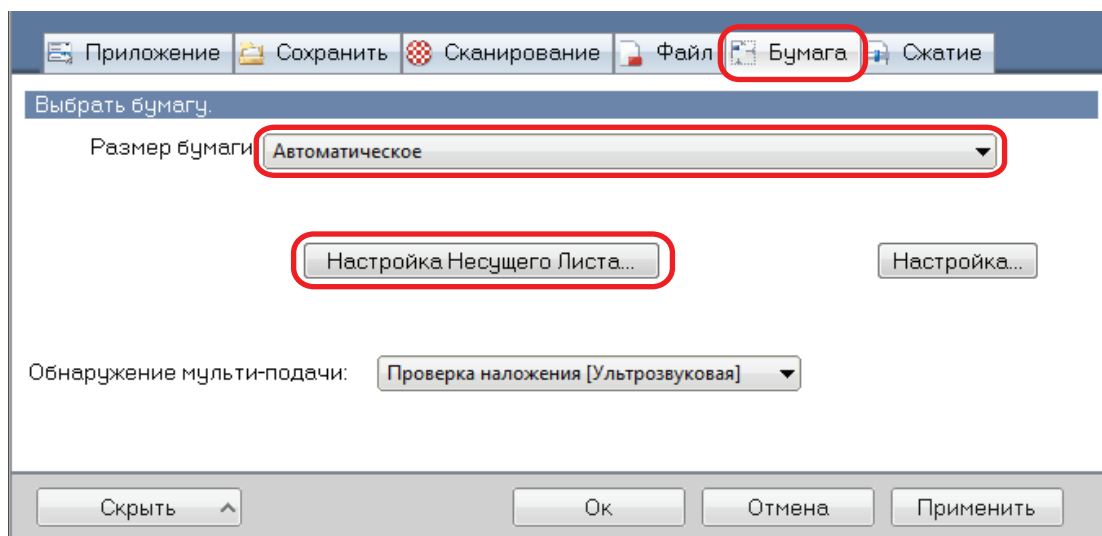 Приложение Сохранить Сканирование Файл Бумага Сжатие
Выбрать бумагу.
Размер бумаги Автоматическое
Настройка Несущего Листа... Настройка...
Обнаружение мульти-подачи: Проверка наложения [Ультрозвуковая]
Скрыть Ок Отмена Применить